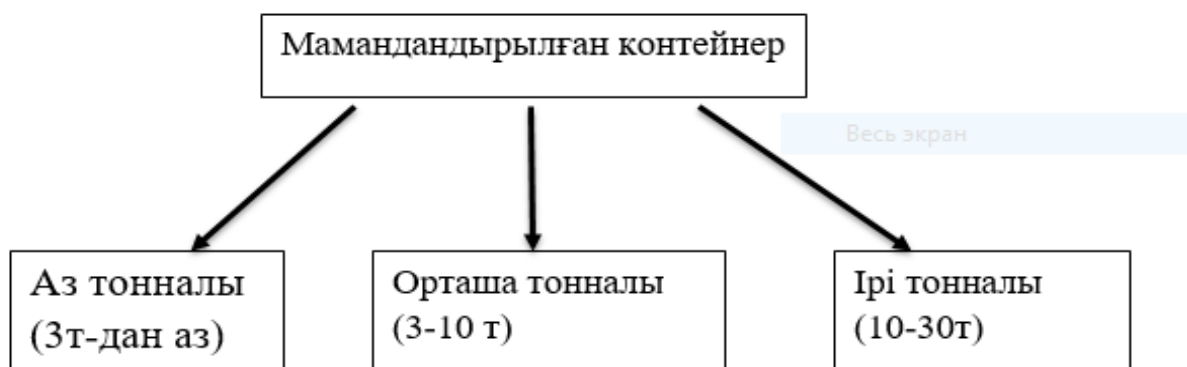 Мамандандырылған контейнер
Весь экран
Аз тонналы
(3т-дан аз)
Орташа тонналы
(3-10 т)
Ірі тонналы
(10-30т)